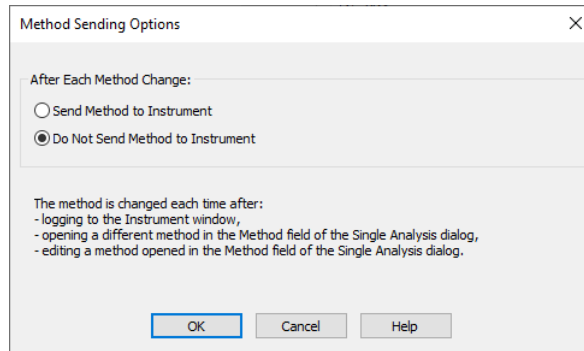 Method Sending Options
After Each Method Change:
Send Method to Instrument
Do Not Send Method to Instrument
The method is changed each time after:
- logging to the Instrument window,
- opening a different method in the Method field of the Single Analysis dialog,
- editing a method opened in the Method field of the Single Analysis dialog.
OK Cancel Help